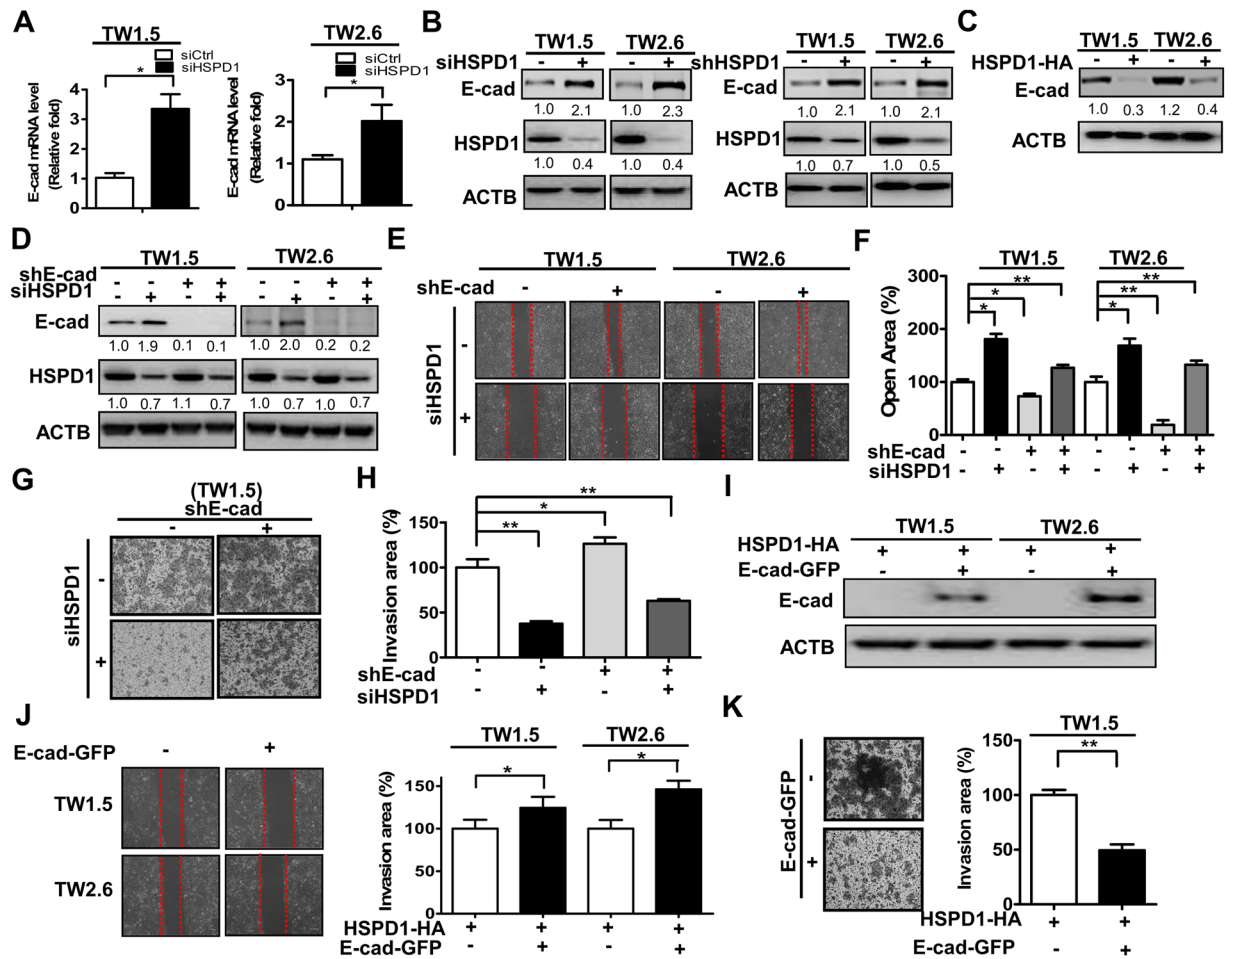 A
TW1.5
siCtrl
siHSPD1
*
E-cad mRNA level
(Relative fold)
4
3
2
1
0
TW2.6
siCtrl
siHSPD1
*
E-cad mRNA level
(Relative fold)
3
2
1
0
B
TW1.5 TW2.6
siHSPD1 - + - +
E-cad
1.0 2.1 1.0 2.3
HSPD1
1.0 0.4 1.0 0.4
ACTB
TW1.5 TW2.6
shHSPD1 - + - +
E-cad
1.0 2.1 1.0 2.1
HSPD1
1.0 0.7 1.0 0.5
ACTB
C
TW1.5 TW2.6
HSPD1-HA - + - +
E-cad
1.0 0.3 1.2 0.4
ACTB
D
TW1.5 TW2.6
shE-cad - - + + - - + +
siHSPD1 - + - + - + - +
E-cad
1.0 1.9 0.1 0.1 1.0 2.0 0.2 0.2
HSPD1
1.0 0.7 1.1 0.7 1.0 0.7 1.0 0.7
ACTB
E
TW1.5 TW2.6
shE-cad - + - +
siHSPD1
-
+
F
TW1.5 TW2.6
** **
* **
* *
Open Area (%)
300
200
100
0
shE-cad - - + + - - + +
siHSPD1 - + - + - + - +
G
(TW1.5)
shE-cad
- +
siHSPD1
-
+
H
**
*
**
Invasion area (%)
150
100
50
0
shE-cad - - + +
siHSPD1 - + - +
I
TW1.5 TW2.6
HSPD1-HA + + + +
E-cad-GFP - + - +
E-cad
ACTB
J
E-cad-GFP - +
TW1.5
TW2.6
TW1.5 TW2.6
* *
Invasion area (%)
150
100
50
0
HSPD1-HA + + + +
E-cad-GFP - + - +
K
E-cad-GFP
-
+
TW1.5
**
Invasion area (%)
150
100
50
0
HSPD1-HA + +
E-cad-GFP - +